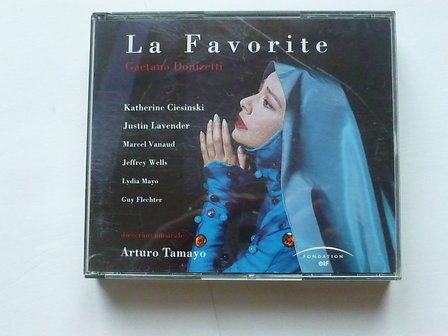 La Favorite
Gaetano Donizetti
Katherine Ciesinski
Justin Lavender
Marcel Vanaud
Jeffrey Wells
Lydia Mayo
Guy Flechter
direction musicale
Arturo Tamayo
FONDATION
elf